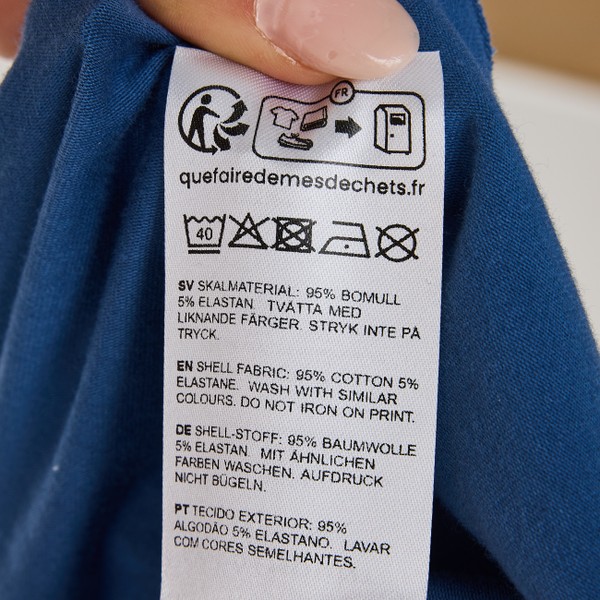 FR
quefairedemesdechets.fr
40
SV SKALMATERIAL: 95% BOMULL
5% ELASTAN. TVÄTTA MED
LIKNANDE FÄRGER. STRYK INTE PÅ
TRYCK.
EN SHELL FABRIC: 95% COTTON 5%
ELASTANE. WASH WITH SIMILAR
COLOURS. DO NOT IRON ON PRINT.
DE SHELL-STOFF: 95% BAUMWOLLE
5% ELASTAN. MIT ÄHNLICHEN
FARBEN WASCHEN. AUFDRUCK
NICHT BÜGELN.
PT TECIDO EXTERIOR: 95%
ALGODÃO 5% ELASTANO. LAVAR
COM CORES SEMELHANTES.